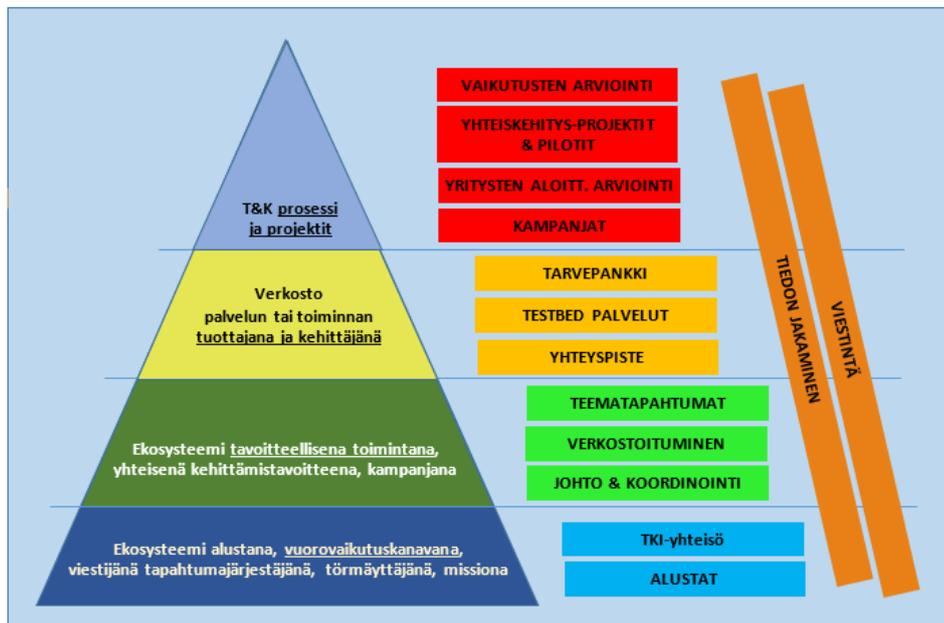 VAIKUTUSTEN ARVIOINTI
YHTEISKEHITYS-PROJEKTIT
& PILOTIT
YRITYSTEN ALOITT. ARVIOINTI
KAMPANJAT
T&K prosessi
ja projektit
Verkosto
palvelun tai toiminnan
tuottajana ja kehittäjänä
TARVEPANKKI
TESTBED PALVELUT
YHTEYSPISTE
Ekosysteemi tavoitteellisena toimintana,
yhteisenä kehittämistavoitteena, kampanjana
TEEMATAPAHTUMAT
VERKOSTOITUMINEN
JOHTO & KOORDINOINTI
Ekosysteemi alustana, vuorovaikutuskanavana,
viestijänä tapahtumajärjestäjänä, törmäyttäjänä, missiona
TKI-yhteisö
ALUSTAT
TIEDON JAKAMINEN
VIESTINTÄ